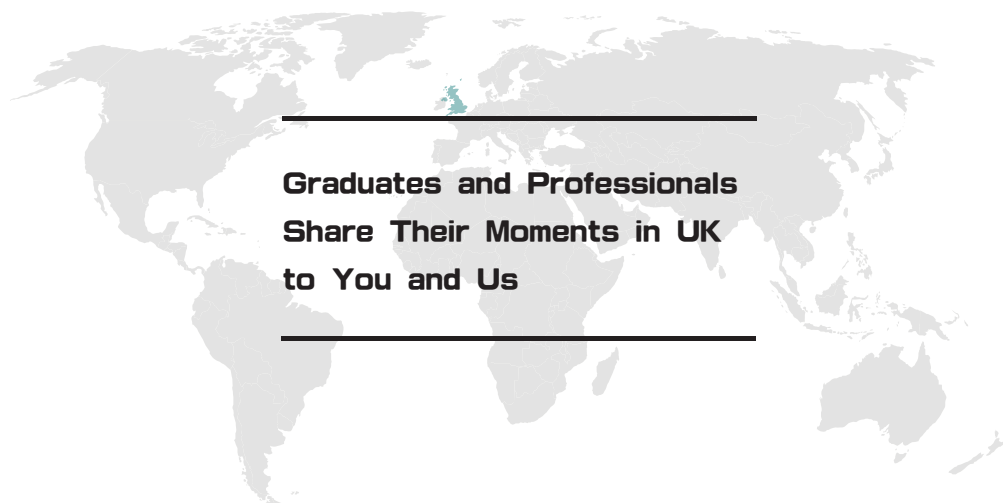 Graduates and Professionals
Share Their Moments in UK
to You and Us